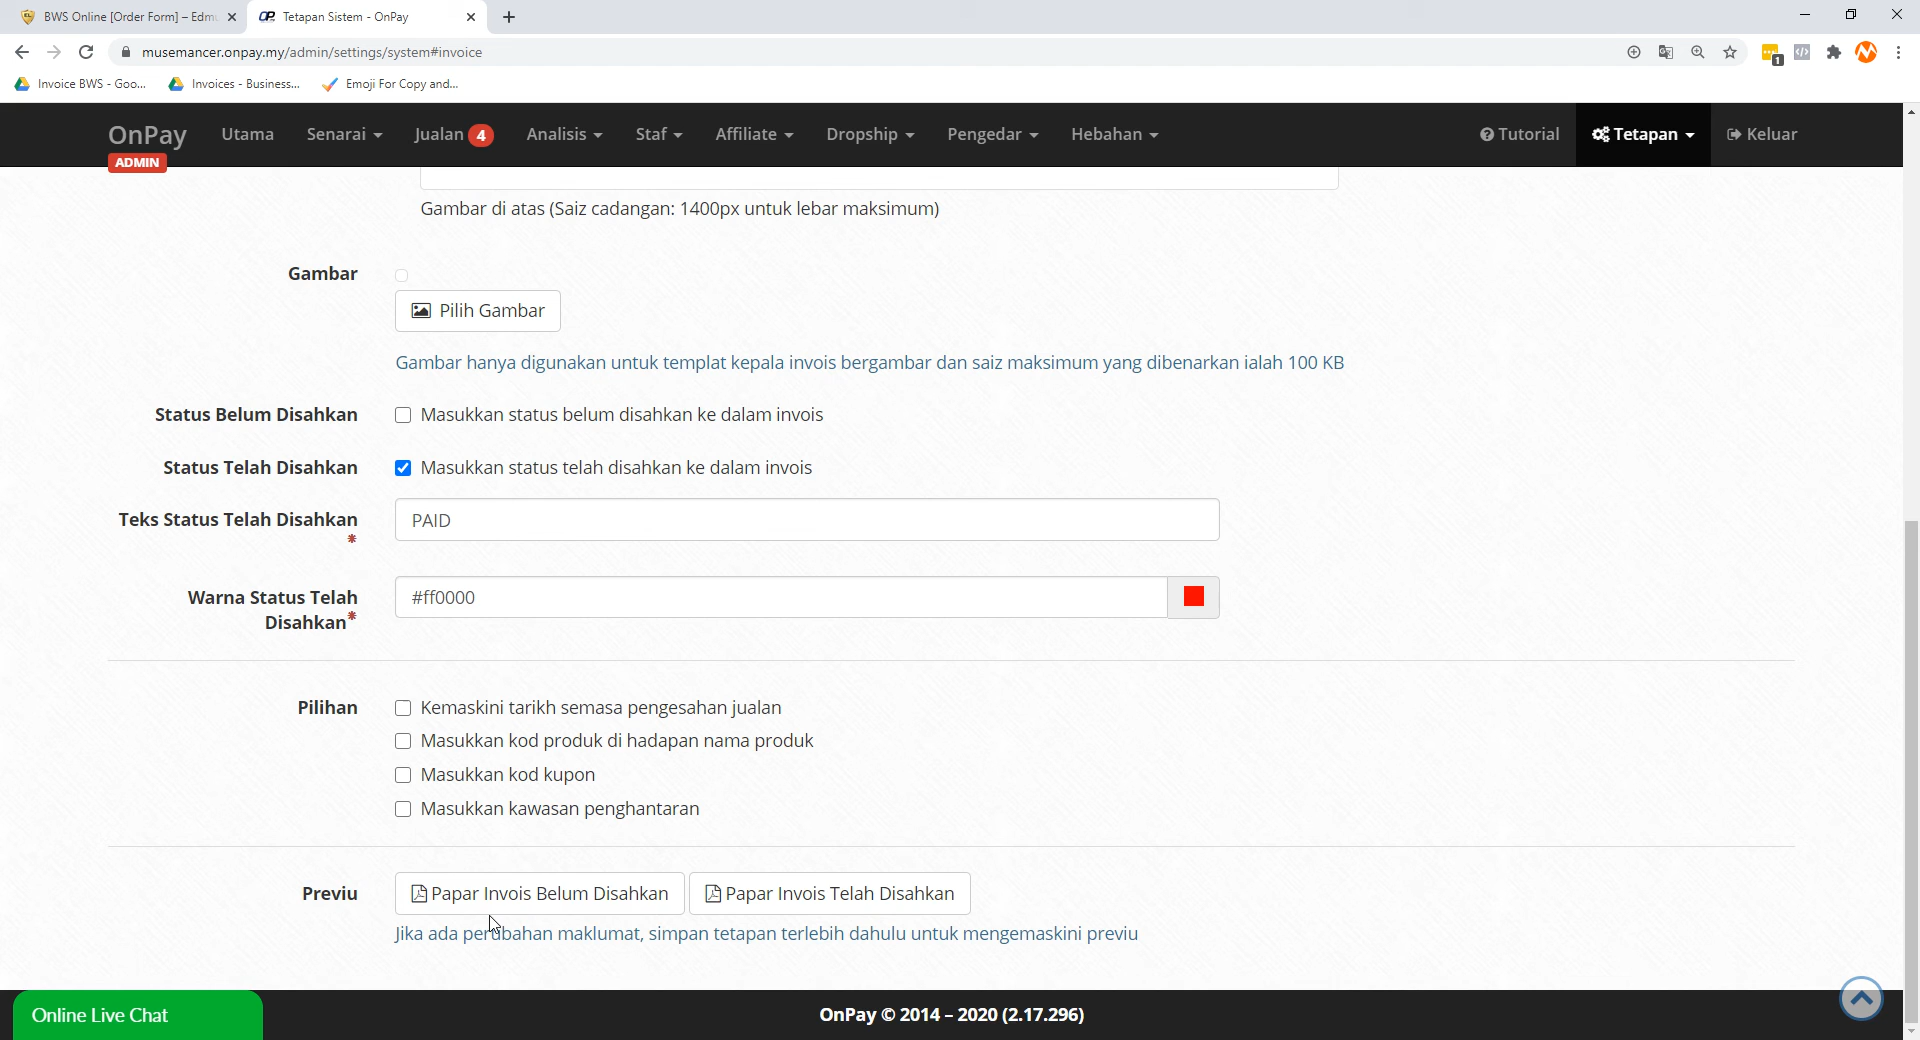 BWS Online [Order Form] – Edm
Tetapan Sistem - OnPay
musemancer.onpay.my/admin/settings/system#invoice
1
Invoice BWS - Goo...
Invoices - Business...
Emoji For Copy and...
OnPay
ADMIN
Utama
Senarai
Jualan 4
Analisis
Staf
Affiliate
Dropship
Pengedar
Hebahan
Tutorial
Tetapan
Keluar
Gambar di atas (Saiz cadangan: 1400px untuk lebar maksimum)
Gambar
Pilih Gambar
Gambar hanya digunakan untuk templat kepala invois bergambar dan saiz maksimum yang dibenarkan ialah 100 KB
Status Belum Disahkan
Masukkan status belum disahkan ke dalam invois
Status Telah Disahkan
Masukkan status telah disahkan ke dalam invois
Teks Status Telah Disahkan
*
PAID
Warna Status Telah
Disahkan*
#ff0000
Pilihan
Kemaskini tarikh semasa pengesahan jualan
Masukkan kod produk di hadapan nama produk
Masukkan kod kupon
Masukkan kawasan penghantaran
Previu
Papar Invois Belum Disahkan
Papar Invois Telah Disahkan
Jika ada perubahan maklumat, simpan tetapan terlebih dahulu untuk mengemaskini previu
Online Live Chat
OnPay © 2014 – 2020 (2.17.296)